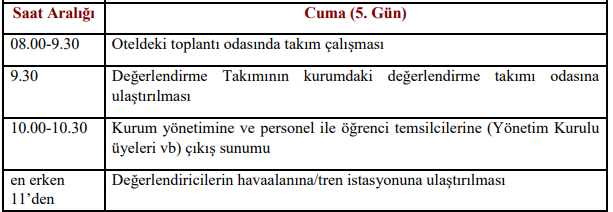 Saat Aralığı Cuma (5. Gün)
08.00-9.30 Oteldeki toplantı odasında takım çalışması
9.30 Değerlendirme Takımının kurumdaki değerlendirme takımı odasına
ulaştırılması
10.00-10.30 Kurum yönetimine ve personel ile öğrenci temsilcilerine (Yönetim Kurulu
üyeleri vb) çıkış sunumu
en erken Değerlendiricilerin havaalanına/tren istasyonuna ulaştırılması
11'den